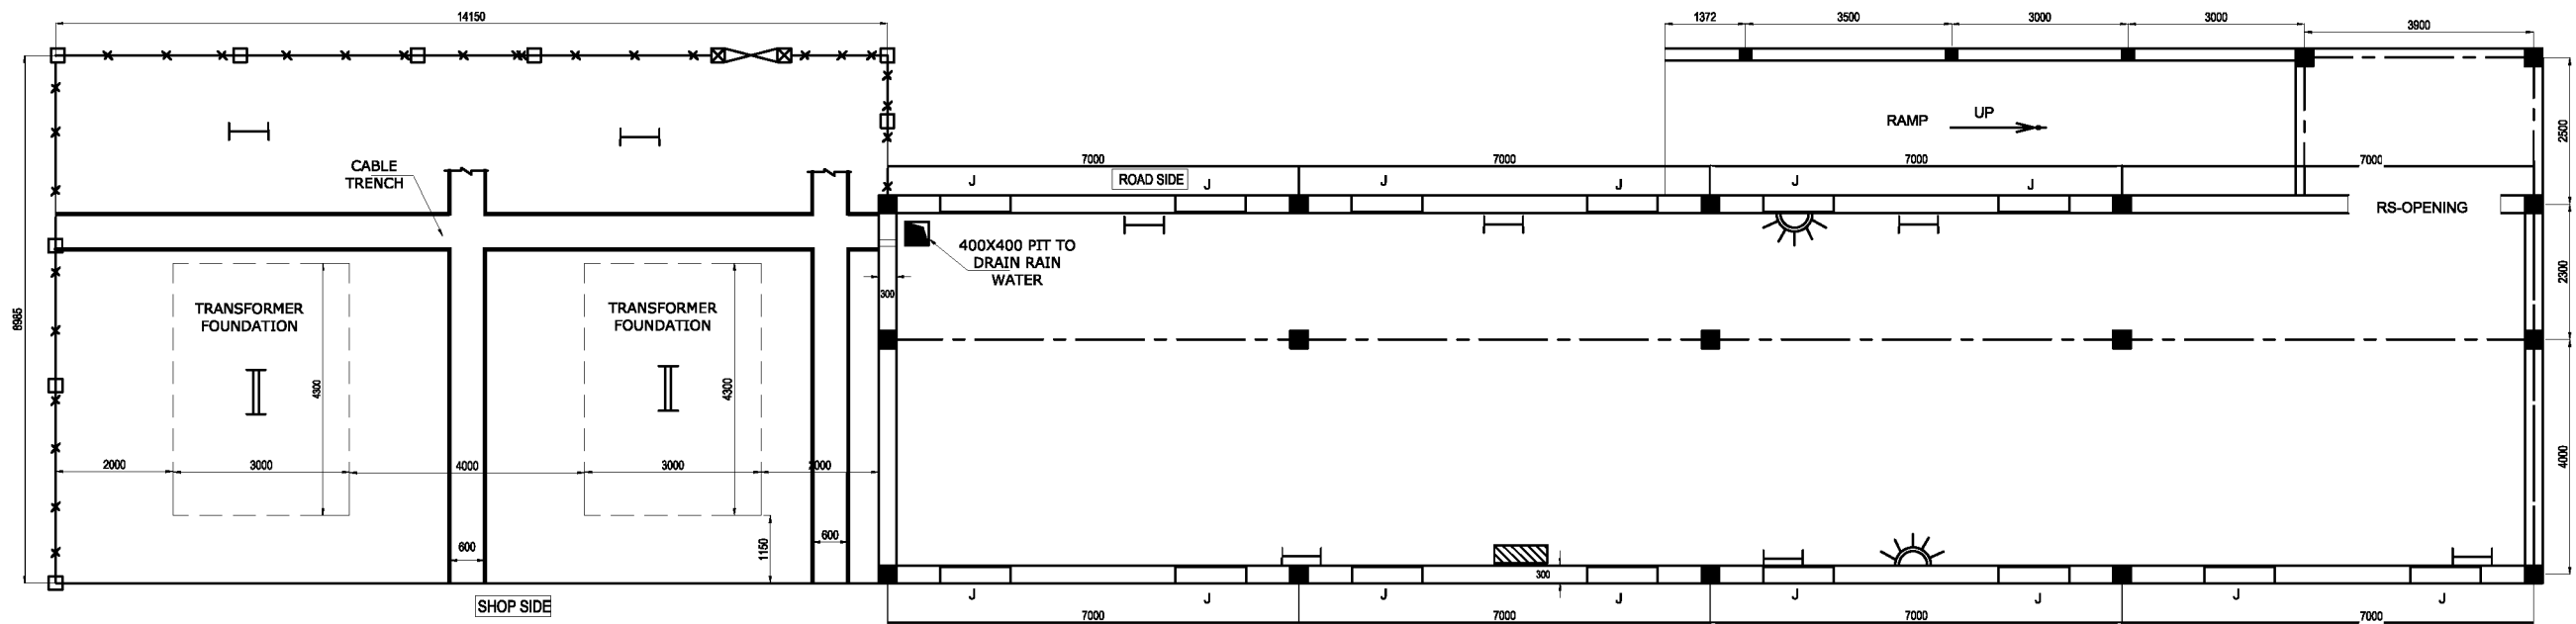 14150
1372
3500
3000
3000
3900
RAMP
UP
2500
CABLE
TRENCH
7000
7000
7000
7000
J
ROAD SIDE
J
J
J
J
J
RS-OPENING
400X400 PIT TO
DRAIN RAIN
WATER
300
2300
8985
TRANSFORMER
FOUNDATION
TRANSFORMER
FOUNDATION
4300
4300
2000
3000
4000
3000
2000
4000
600
600
1150
300
SHOP SIDE
J
J
J
J
J
J
J
J
7000
7000
7000
7000